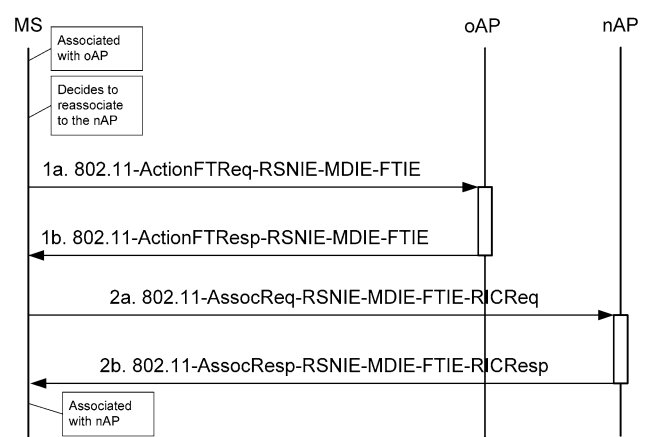 MS oAP nAP
Associated
with oAP
Decides to
reassociate
to the nAP
1a. 802.11-ActionFTReq-RSNIE-MDIE-FTIE
1b. 802.11-ActionFTResp-RSNIE-MDIE-FTIE
2a. 802.11-AssocReq-RSNIE-MDIE-FTIE-RICReq
2b. 802.11-AssocResp-RSNIE-MDIE-FTIE-RICResp
Associated
with nAP